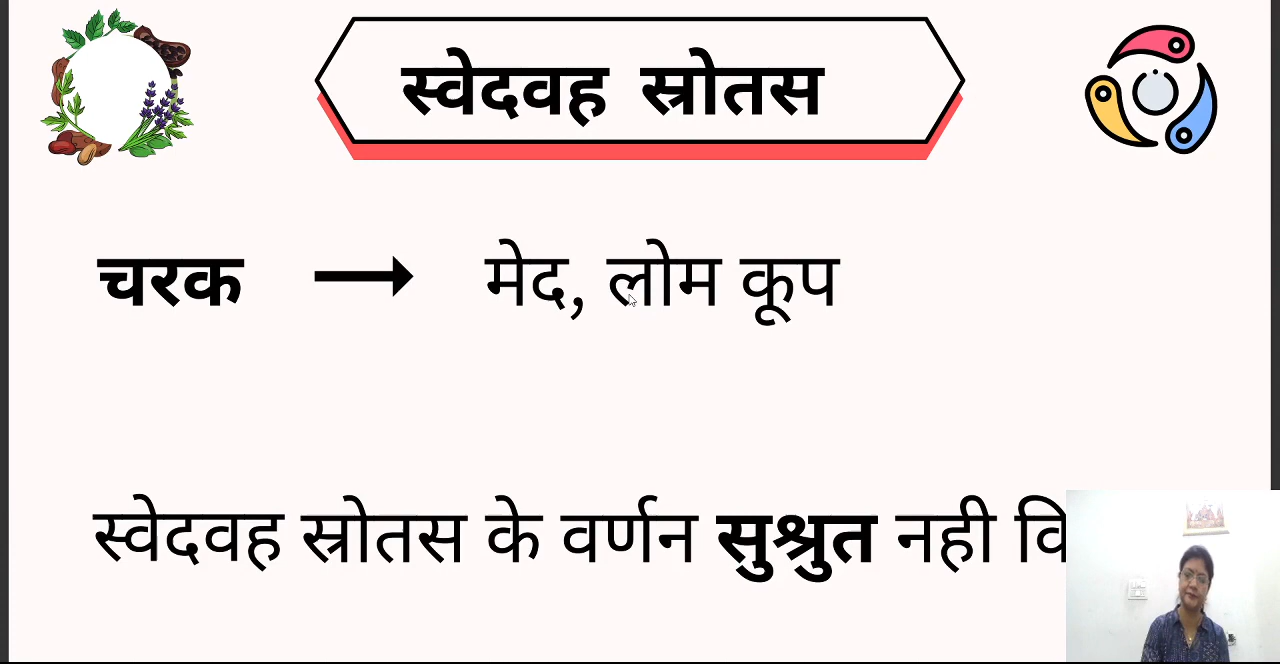 स्वेदवह स्रोतस
चरक → मेद, लोम कूप
स्वेदवह स्रोतस के वर्णन सुश्रुत नही